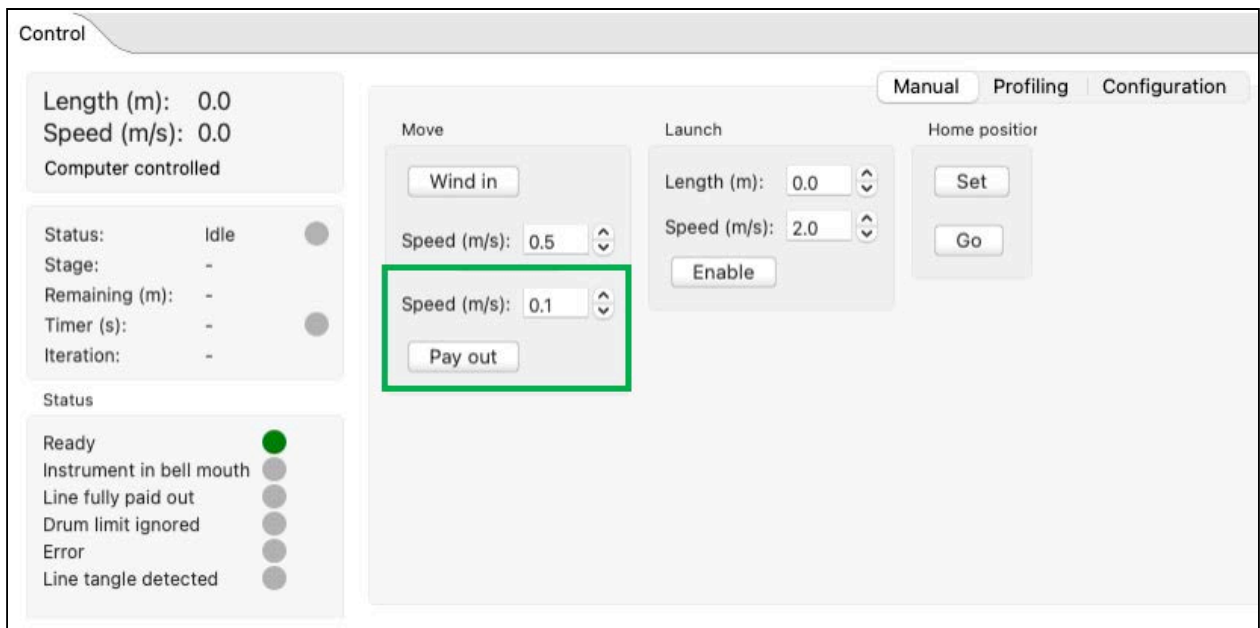 Control
Length (m): 0.0
Speed (m/s): 0.0
Computer controlled
Status: Idle
Stage: -
Remaining (m): -
Timer (s): -
Iteration: -
Status
Ready
Instrument in bell mouth
Line fully paid out
Drum limit ignored
Error
Line tangle detected
Manual Profiling Configuration
Move
Wind in
Speed (m/s): 0.5
Speed (m/s): 0.1
Pay out
Launch
Length (m): 0.0
Speed (m/s): 2.0
Enable
Home position
Set
Go